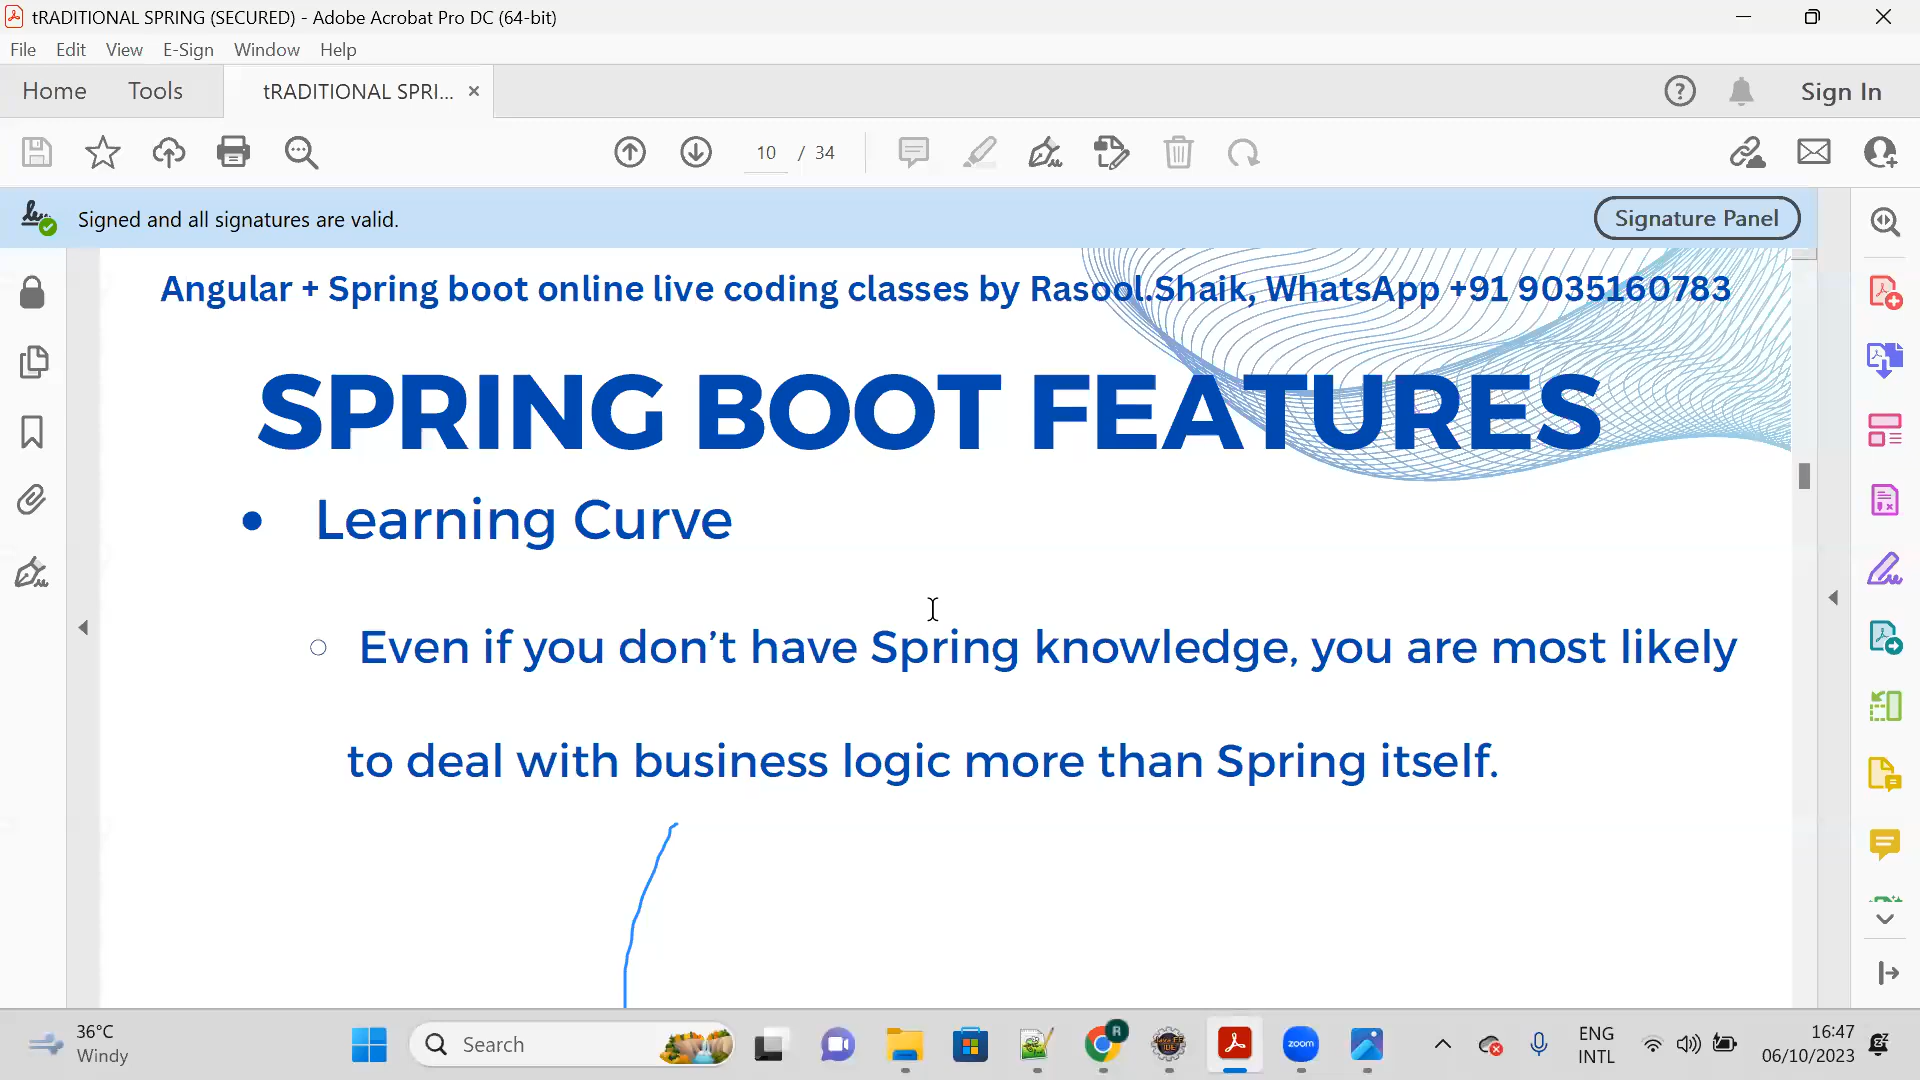 tRADITIONAL SPRING (SECURED) - Adobe Acrobat Pro DC (64-bit)
File Edit View E-Sign Window Help
Home Tools tRADITIONAL SPRI... × Sign In
10 / 34
Signed and all signatures are valid. Signature Panel
Angular + Spring boot online live coding classes by Rasool.Shaik, WhatsApp +91 9035160783
SPRING BOOT FEATURES
• Learning Curve
○ Even if you don’t have Spring knowledge, you are most likely
to deal with business logic more than Spring itself.
36°C
Windy
Search
zoom
R
ENG
INTL
16:47
06/10/2023